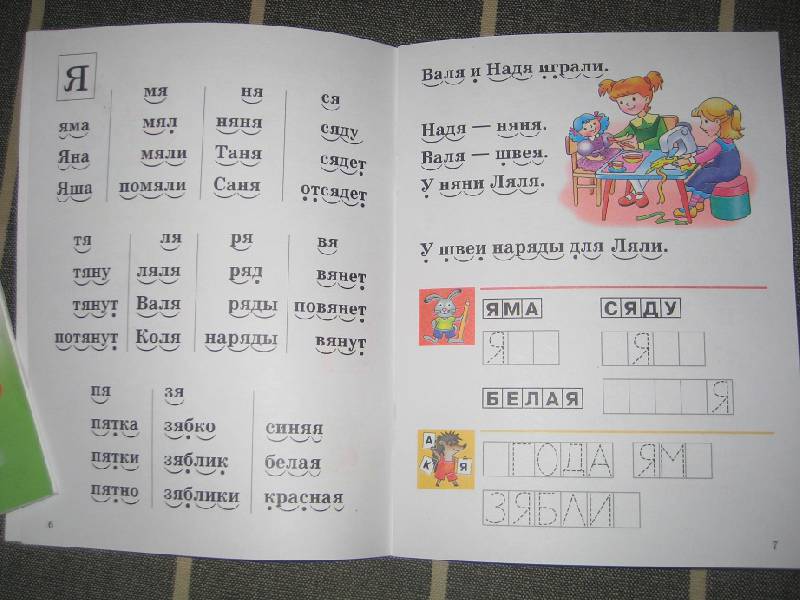 Я
мя ня ся
яма мял няня сяду
Яна мяли Таня сядет
Яша помяли Саня отсядет
тя ля ря вя
тяну ляля ряд вянет
тянут Валя ряды повянет
потянут Коля наряды вянут
пя зя
пятка зябко синяя
пятки зяблик белая
пятно зяблики красная
6
Валя и Надя играли.
Надя — няня.
Валя — швея.
У няни Ляля.
У швеи наряды для Ляли.
ЯМА СЯДУ
Я Я
БЕЛАЯ Я
А К Я
ГОДА ЯМ
ЗЯБЛИ
7